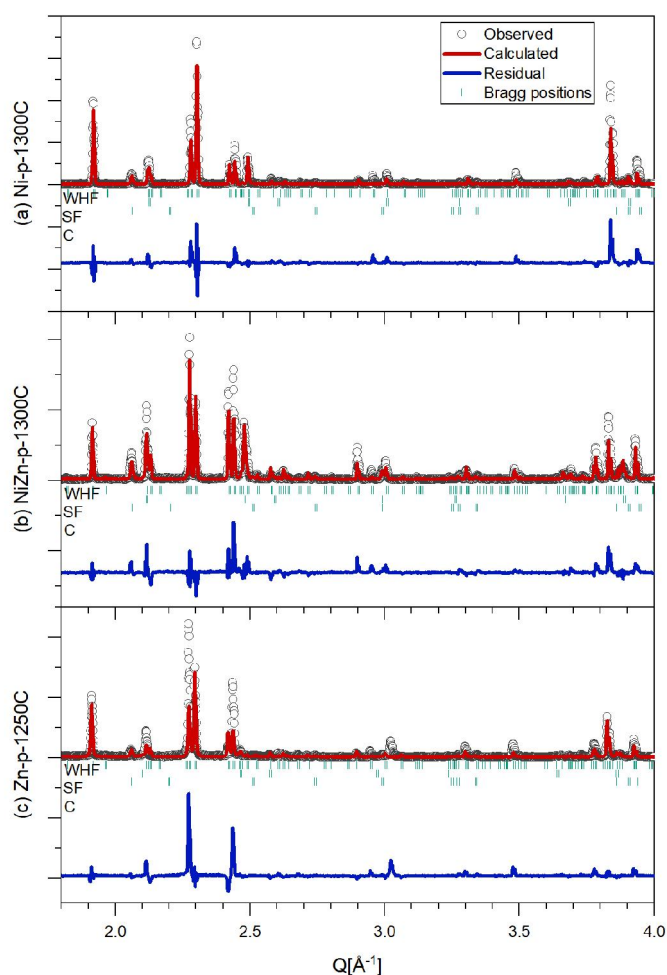 Observed
Calculated
Residual
Bragg positions
(a) Ni-p-1300C
WHF
SF
C
(b) NiZn-p-1300C
WHF
SF
C
(c) Zn-p-1250C
WHF
SF
C
2.0 2.5 3.0 3.5 4.0
Q[Å⁻¹]